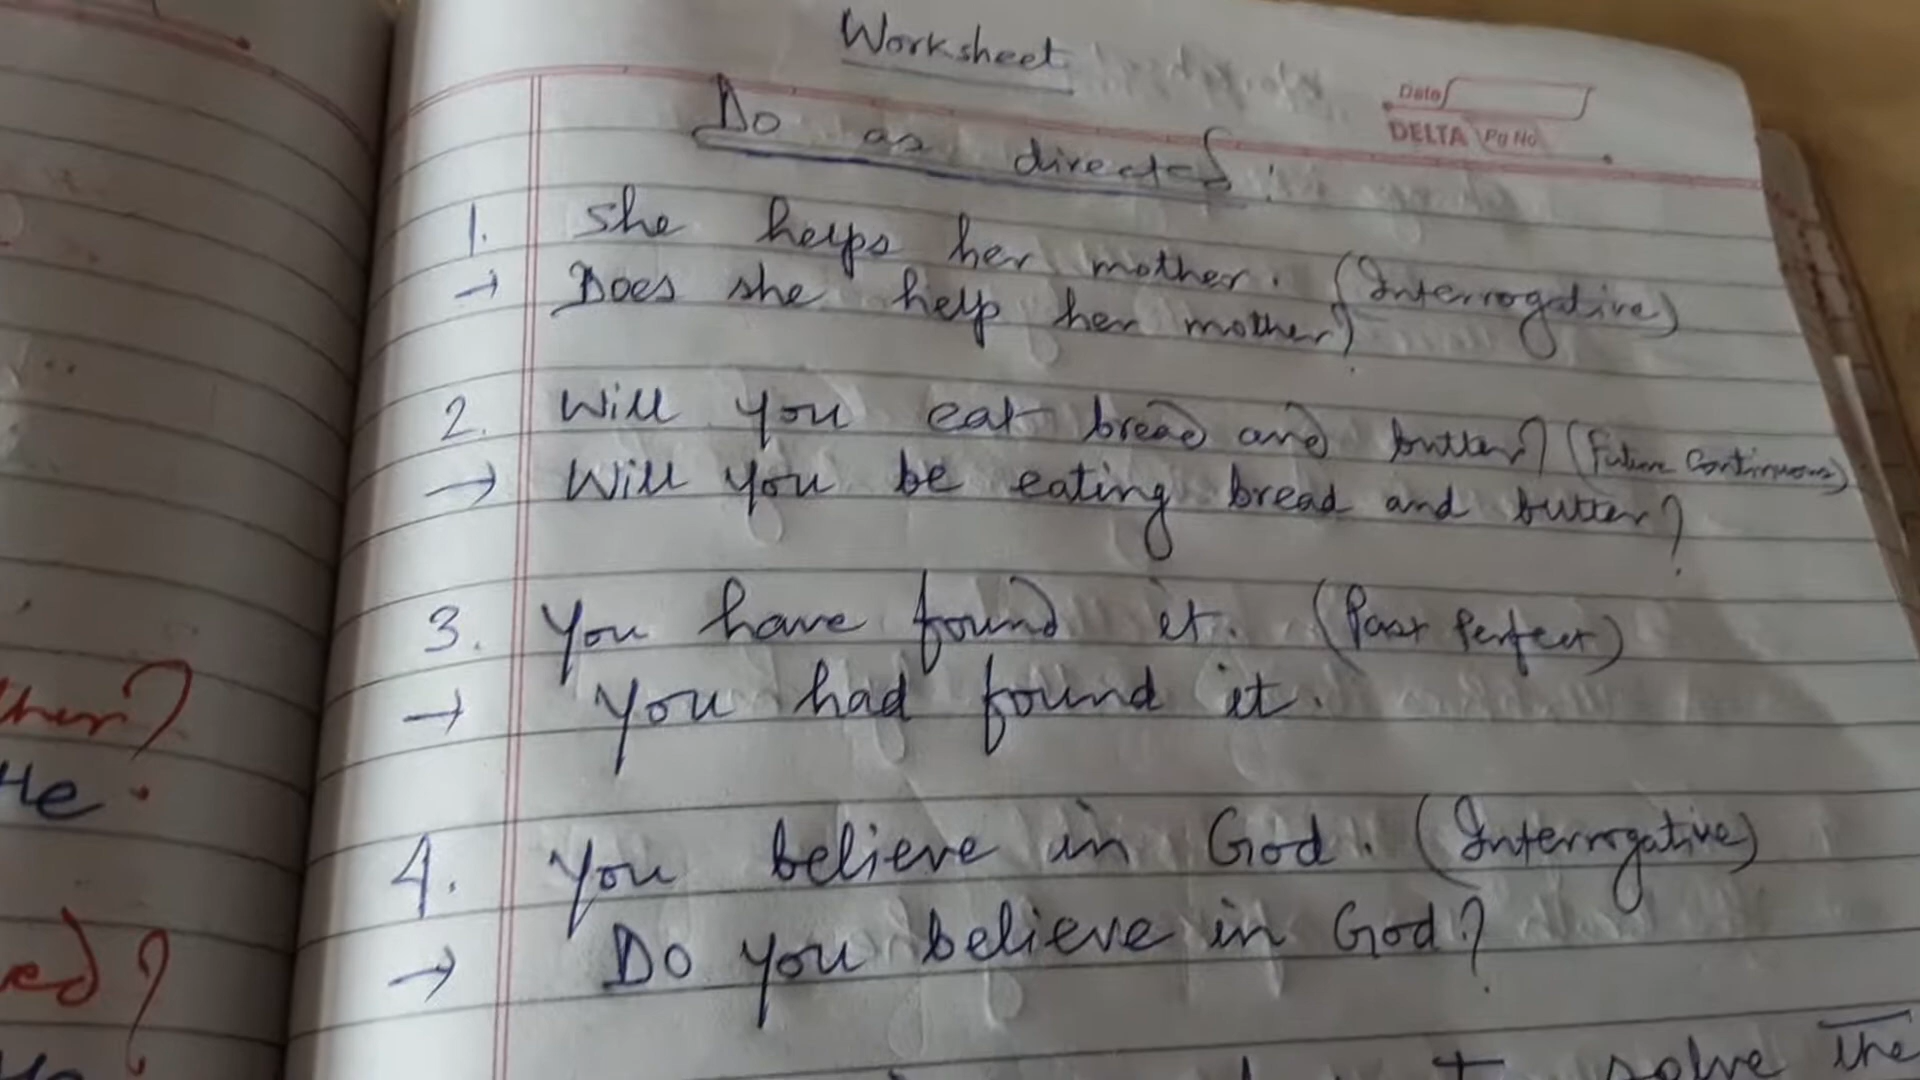 Worksheet
Date
DELTA Pg No
Do as directed:
1. She helps her mother. (Interrogative)
→ Does she help her mother?
2. Will you eat bread and butter? (Future Continuous)
→ Will you be eating bread and butter?
3. You have found it. (Past Perfect)
→ You had found it.
4. You believe in God. (Interrogative)
→ Do you believe in God?
solve the
He.